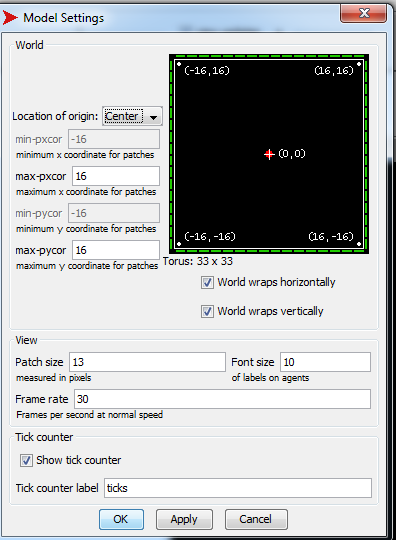 Model Settings
World
(-16,16) (16,16)
Location of origin: Center
min-pxcor -16
minimum x coordinate for patches
(0,0)
max-pxcor 16
maximum x coordinate for patches
min-pycor -16
minimum y coordinate for patches
max-pycor 16
(-16,-16) (16,-16)
maximum y coordinate for patches
Torus: 33 x 33
World wraps horizontally
World wraps vertically
View
Patch size 13 Font size 10
measured in pixels of labels on agents
Frame rate 30
Frames per second at normal speed
Tick counter
Show tick counter
Tick counter label ticks
OK Apply Cancel